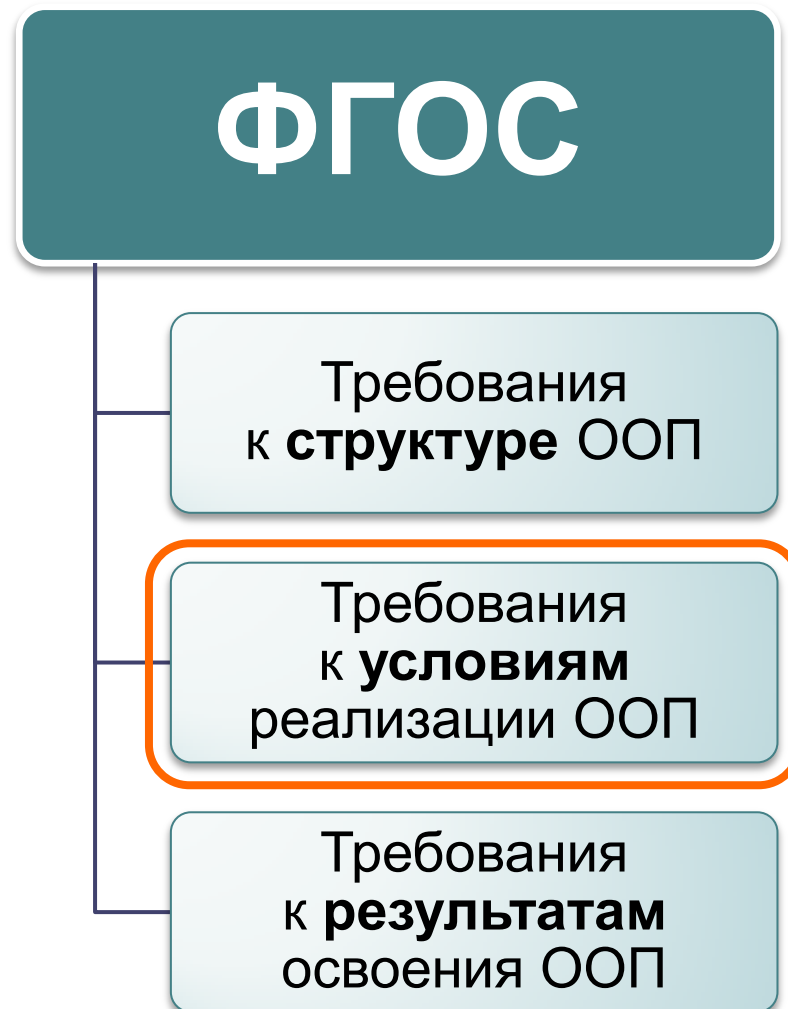 ФГОС
Требования
к структуре ООП
Требования
к условиям
реализации ООП
Требования
к результатам
освоения ООП